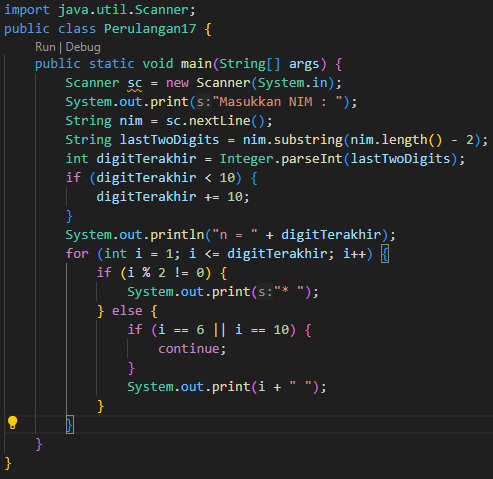 import java.util.Scanner;
public class Perulangan17 {
Run | Debug
    public static void main(String[] args) {
        Scanner sc = new Scanner(System.in);
        System.out.print(s:"Masukkan NIM : ");
        String nim = sc.nextLine();
        String lastTwoDigits = nim.substring(nim.length() - 2);
        int digitTerakhir = Integer.parseInt(lastTwoDigits);
        if (digitTerakhir < 10) {
            digitTerakhir += 10;
        }
        System.out.println("n = " + digitTerakhir);
        for (int i = 1; i <= digitTerakhir; i++) {
            if (i % 2 != 0) {
                System.out.print(s:"* ");
            } else {
                if (i == 6 || i == 10) {
                    continue;
                }
                System.out.print(i + " ");
            }
        }
    }
}